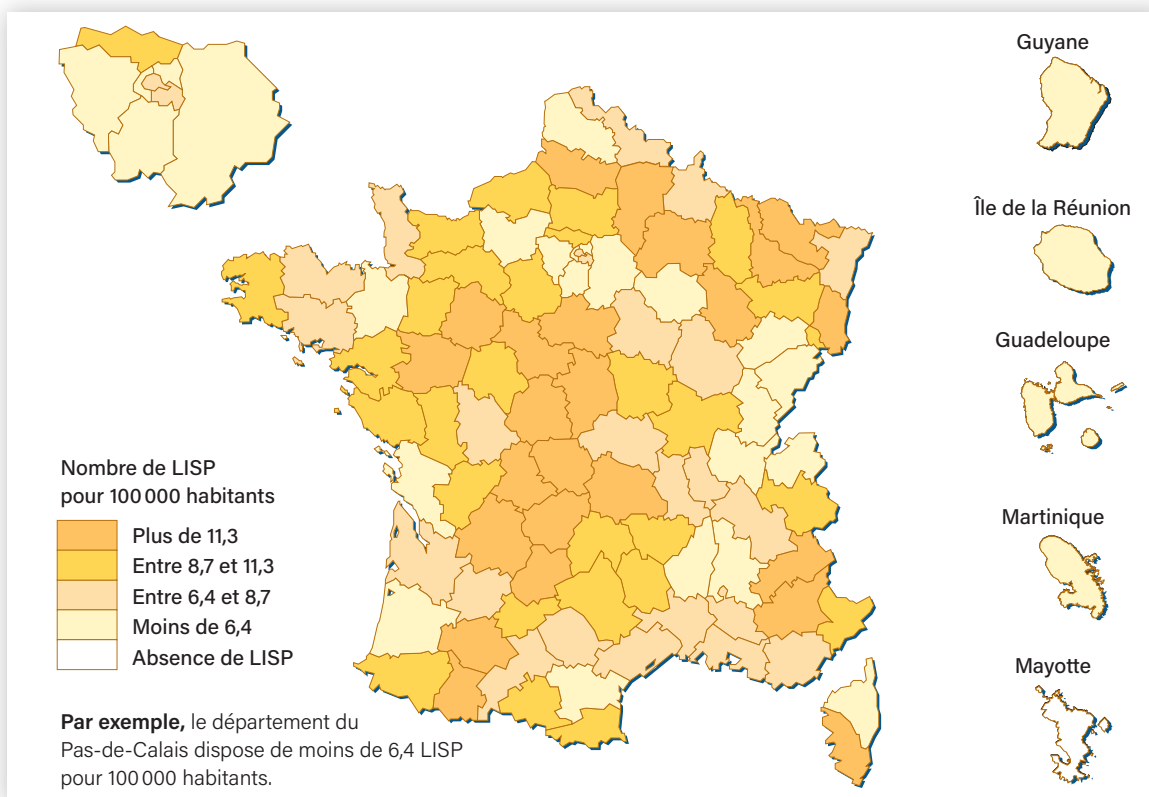 Guyane
Île de la Réunion
Guadeloupe
Martinique
Mayotte
Nombre de LISP
pour 100 000 habitants
Plus de 11,3
Entre 8,7 et 11,3
Entre 6,4 et 8,7
Moins de 6,4
Absence de LISP
Par exemple, le département du
Pas-de-Calais dispose de moins de 6,4 LISP
pour 100 000 habitants.